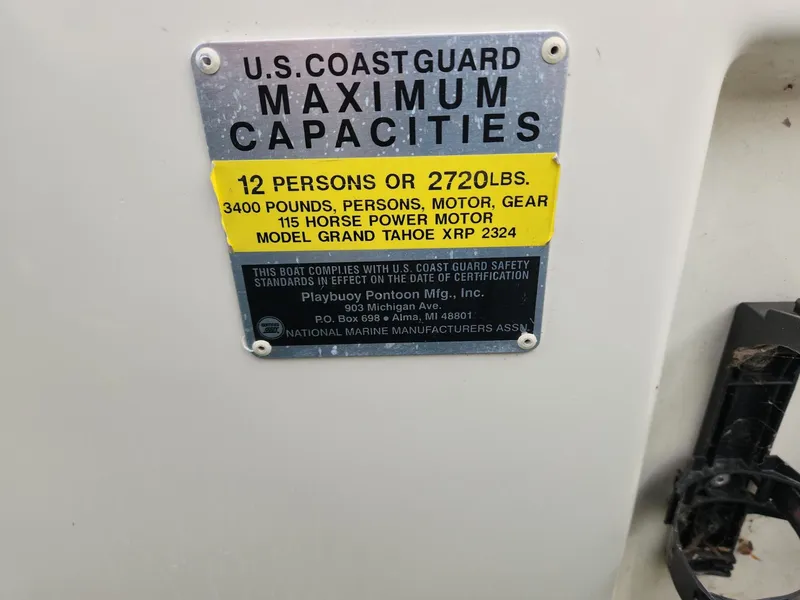 U.S. COAST GUARD
MAXIMUM
CAPACITIES
12 PERSONS OR 2720 LBS.
3400 POUNDS, PERSONS, MOTOR, GEAR
115 HORSE POWER MOTOR
MODEL GRAND TAHOE XRP 2324
THIS BOAT COMPLIES WITH U.S. COAST GUARD SAFETY
STANDARDS IN EFFECT ON THE DATE OF CERTIFICATION
Playbuoy Pontoon Mfg., Inc.
903 Michigan Ave.
P.O. Box 698 • Alma, MI 48801
NATIONAL MARINE MANUFACTURERS ASSN.